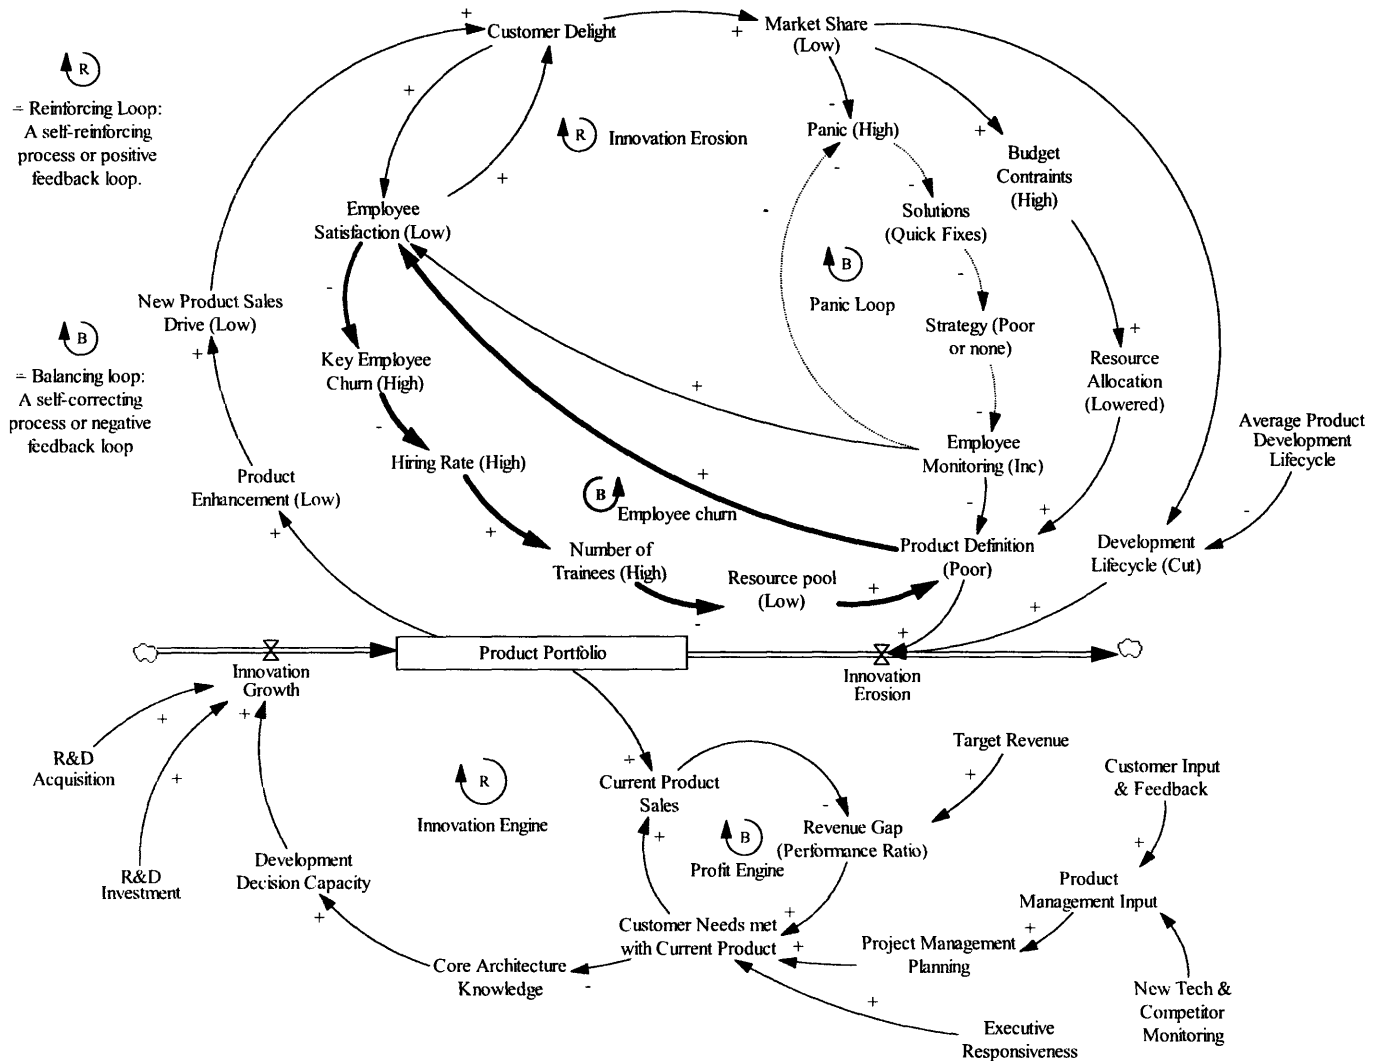 Customer Delight
Market Share
(Low)
R
= Reinforcing Loop:
A self-reinforcing
process or positive
feedback loop.
+
+
+
+
-
+
R
Innovation Erosion
Panic (High)
Budget
Contraints
(High)
-
-
-
Employee
Satisfaction (Low)
Solutions
(Quick Fixes)
-
B
Panic Loop
-
New Product Sales
Drive (Low)
+
B
= Balancing loop:
A self-correcting
process or negative
feedback loop
Key Employee
Churn (High)
-
Strategy (Poor
or none)
-
+
Resource
Allocation
(Lowered)
+
Hiring Rate (High)
Employee
Monitoring (Inc)
Average Product
Development
Lifecycle
Product
Enhancement (Low)
+
+
B
Employee churn
+
-
+
-
Number of
Trainees (High)
Resource pool
(Low)
-
+
Product Definition
(Poor)
Development
Lifecycle (Cut)
+
+
Product Portfolio
Innovation
Growth
Innovation
Erosion
+
+
+
R&D
Acquisition
R&D
Investment
R
Innovation Engine
+
Current Product
Sales
+
-
B
Profit Engine
Revenue Gap
(Performance Ratio)
Target Revenue
+
Customer Input
& Feedback
+
Development
Decision Capacity
+
Product
Management Input
+
Customer Needs met
with Current Product
+
+
Project Management
Planning
Core Architecture
Knowledge
-
+
Executive
Responsiveness
New Tech &
Competitor
Monitoring